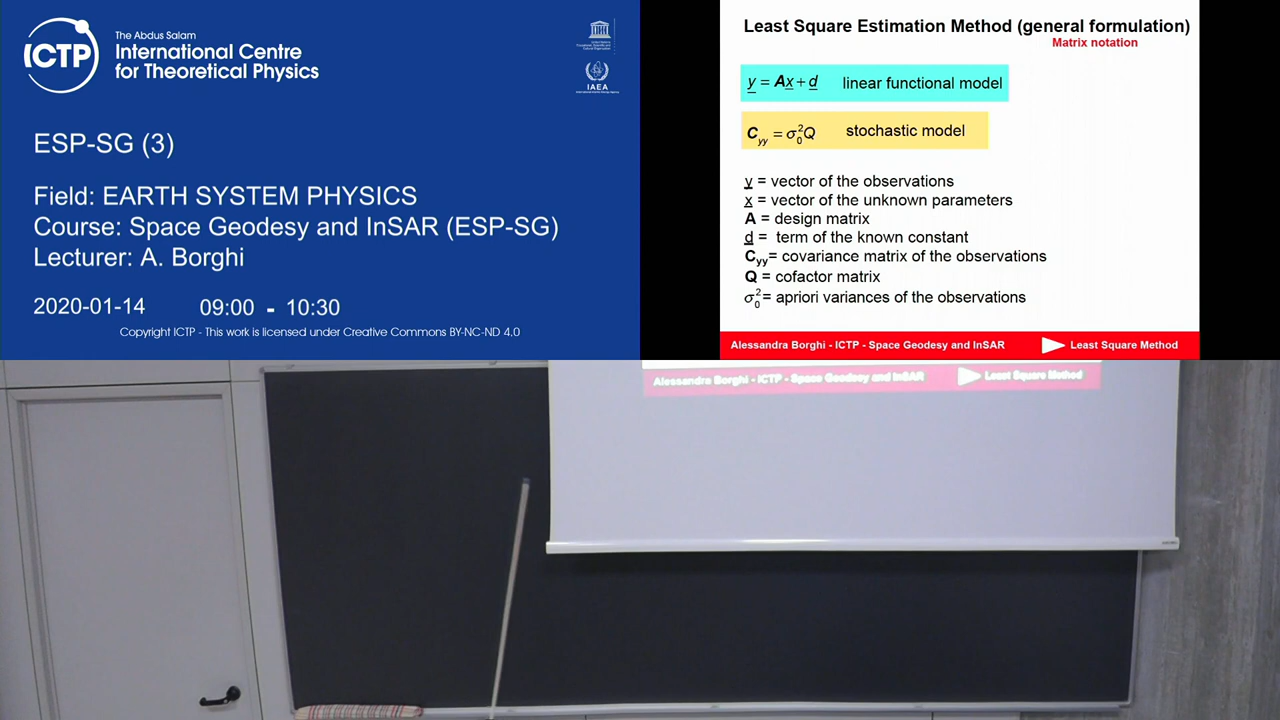 ICTP
The Abdus Salam
International Centre
for Theoretical Physics
IAEA
ESP-SG (3)
Field: EARTH SYSTEM PHYSICS
Course: Space Geodesy and InSAR (ESP-SG)
Lecturer: A. Borghi
2020-01-14 09:00 - 10:30
Copyright ICTP - This work is licensed under Creative Commons BY-NC-ND 4.0
Least Square Estimation Method (general formulation)
Matrix notation
y = Ax + d linear functional model
C_yy = σ₀²Q stochastic model
y = vector of the observations
x = vector of the unknown parameters
A = design matrix
d = term of the known constant
C_yy= covariance matrix of the observations
Q = cofactor matrix
σ₀²= apriori variances of the observations
Alessandra Borghi - ICTP - Space Geodesy and InSAR Least Square Method
Alessandra Borghi - ICTP - Space Geodesy and InSAR Least Square Method